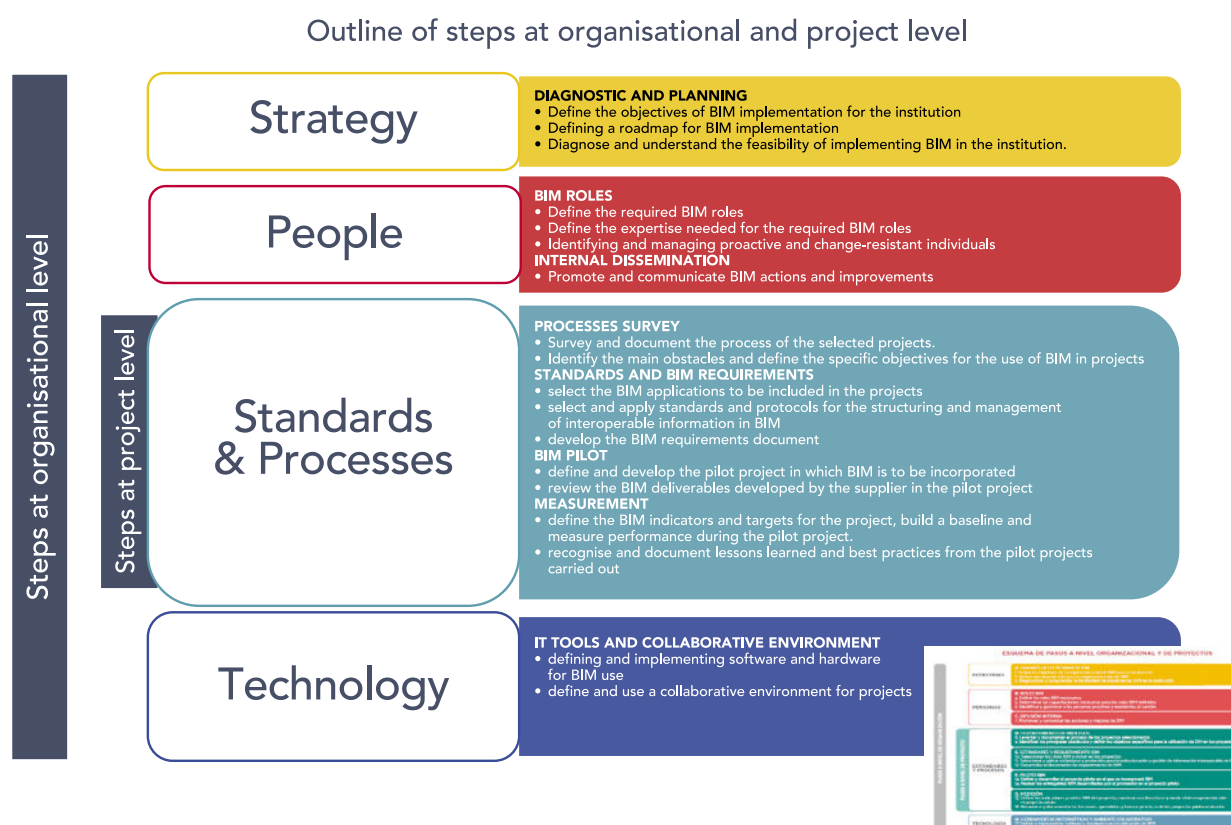 Outline of steps at organisational and project level
Steps at organisational level
Steps at project level
Strategy
DIAGNOSTIC AND PLANNING
• Define the objectives of BIM implementation for the institution
• Defining a roadmap for BIM implementation
• Diagnose and understand the feasibility of implementing BIM in the institution.
People
BIM ROLES
• Define the required BIM roles
• Define the expertise needed for the required BIM roles
• Identifying and managing proactive and change-resistant individuals
INTERNAL DISSEMINATION
• Promote and communicate BIM actions and improvements
Standards
& Processes
PROCESSES SURVEY
• Survey and document the process of the selected projects.
• Identify the main obstacles and define the specific objectives for the use of BIM in projects
STANDARDS AND BIM REQUIREMENTS
• select the BIM applications to be included in the projects
• select and apply standards and protocols for the structuring and management
of interoperable information in BIM
• develop the BIM requirements document
BIM PILOT
• define and develop the pilot project in which BIM is to be incorporated
• review the BIM deliverables developed by the supplier in the pilot project
MEASUREMENT
• define the BIM indicators and targets for the project, build a baseline and
measure performance during the pilot project.
• recognise and document lessons learned and best practices from the pilot projects
carried out
Technology
IT TOOLS AND COLLABORATIVE ENVIRONMENT
• defining and implementing software and hardware
for BIM use
• define and use a collaborative environment for projects
ESQUEMA DE PASOS A NIVEL ORGANIZACIONAL Y DE PROYECTOS
PERSONAS
ESTÁNDARES
Y PROCESOS